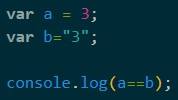 var a = 3;
var b="3";
console.log(a==b);